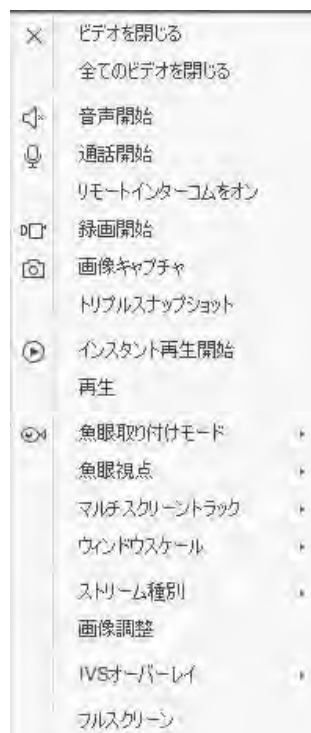 ビデオを閉じる
全てのビデオを閉じる
音声開始
通話開始
リモートインターコムをオン
録画開始
画像キャプチャ
トリプルスナップショット
インスタント再生開始
再生
魚眼取り付けモード
魚眼視点
マルチスクリーントラック
ウィンドウスケール
ストリーム種別
画像調整
IVSオーバーレイ
フルスクリーン